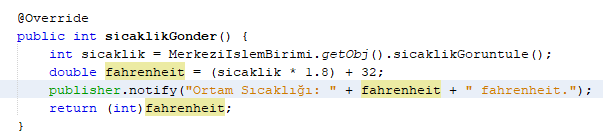 @Override
public int sicaklikGonder() {
int sicaklik = MerkeziIslemBirimi.getObj().sicaklikGoruntule();
double fahrenheit = (sicaklik * 1.8) + 32;
publisher.notify("Ortam Sıcaklığı: " + fahrenheit + " fahrenheit.");
return (int)fahrenheit;
}